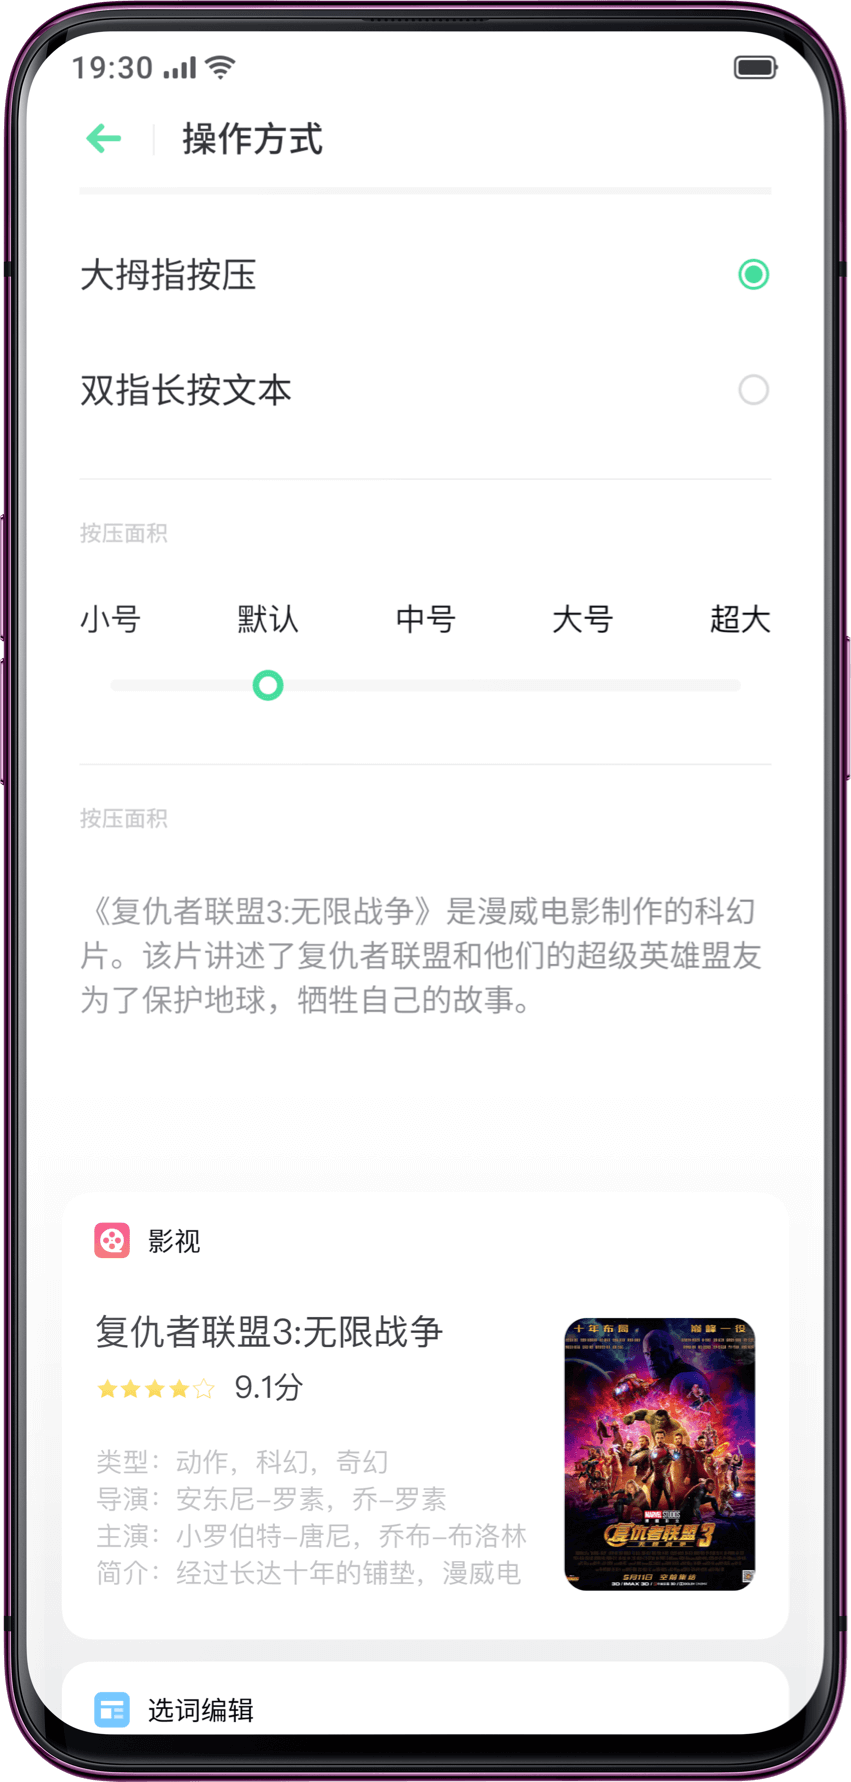 19:30
操作方式
大拇指按压
双指长按文本
按压面积
小号 默认 中号 大号 超大
按压面积
《复仇者联盟3:无限战争》是漫威电影制作的科幻
片。该片讲述了复仇者联盟和他们的超级英雄盟友
为了保护地球，牺牲自己的故事。
影视
复仇者联盟3:无限战争
9.1分
类型：动作，科幻，奇幻
导演：安东尼-罗素，乔-罗素
主演：小罗伯特-唐尼，乔布-布洛林
简介：经过长达十年的铺垫，漫威电
十年布局 巅峰一役
MARVEL STUDIOS
复仇者联盟3
无限战争
5月11日
选词编辑